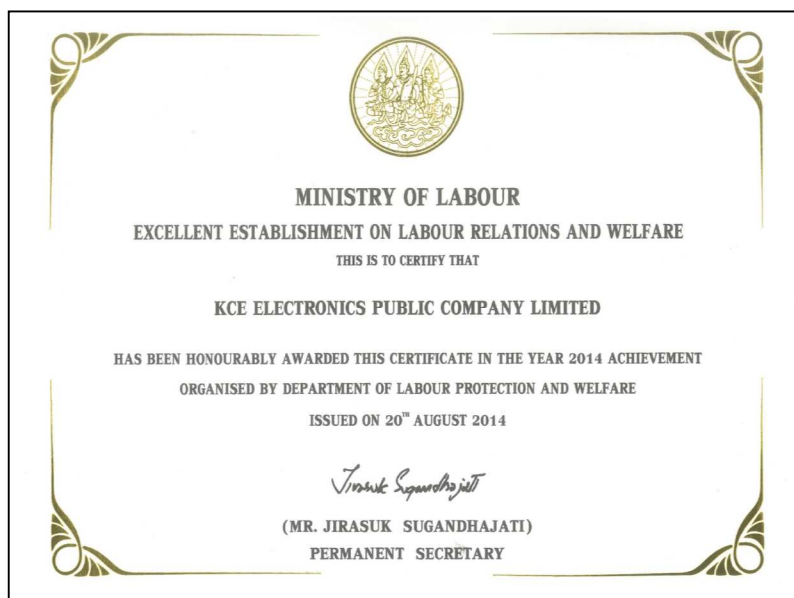 MINISTRY OF LABOUR
EXCELLENT ESTABLISHMENT ON LABOUR RELATIONS AND WELFARE
THIS IS TO CERTIFY THAT
KCE ELECTRONICS PUBLIC COMPANY LIMITED
HAS BEEN HONOURABLY AWARDED THIS CERTIFICATE IN THE YEAR 2014 ACHIEVEMENT
ORGANISED BY DEPARTMENT OF LABOUR PROTECTION AND WELFARE
ISSUED ON 20TH AUGUST 2014
Jirasuk Sugandhajati
(MR. JIRASUK SUGANDHAJATI)
PERMANENT SECRETARY